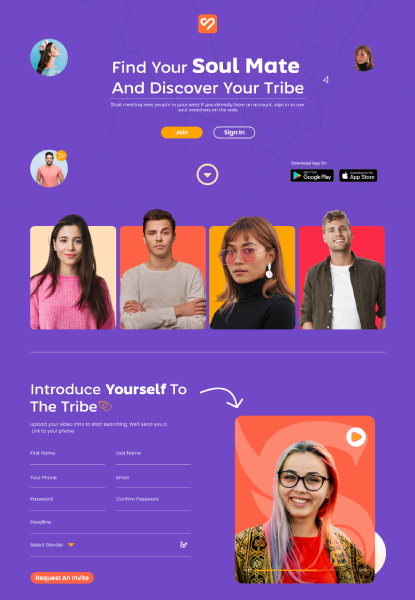 Find Your Soul Mate
And Discover Your Tribe
Start meeting new people in your area! If you already have an account, sign in to use
soul searchers on the web.
Join
Sign In
Download App On
GET IT ON
Google Play
Download on the
App Store
Introduce Yourself To
The Tribe
upload your video intro to start searching. We'll send you a
Link to your phone
First Name
Last Name
Your Phone
Email
Password
Confirm Password
Headline
Select Gender
Request An Invite